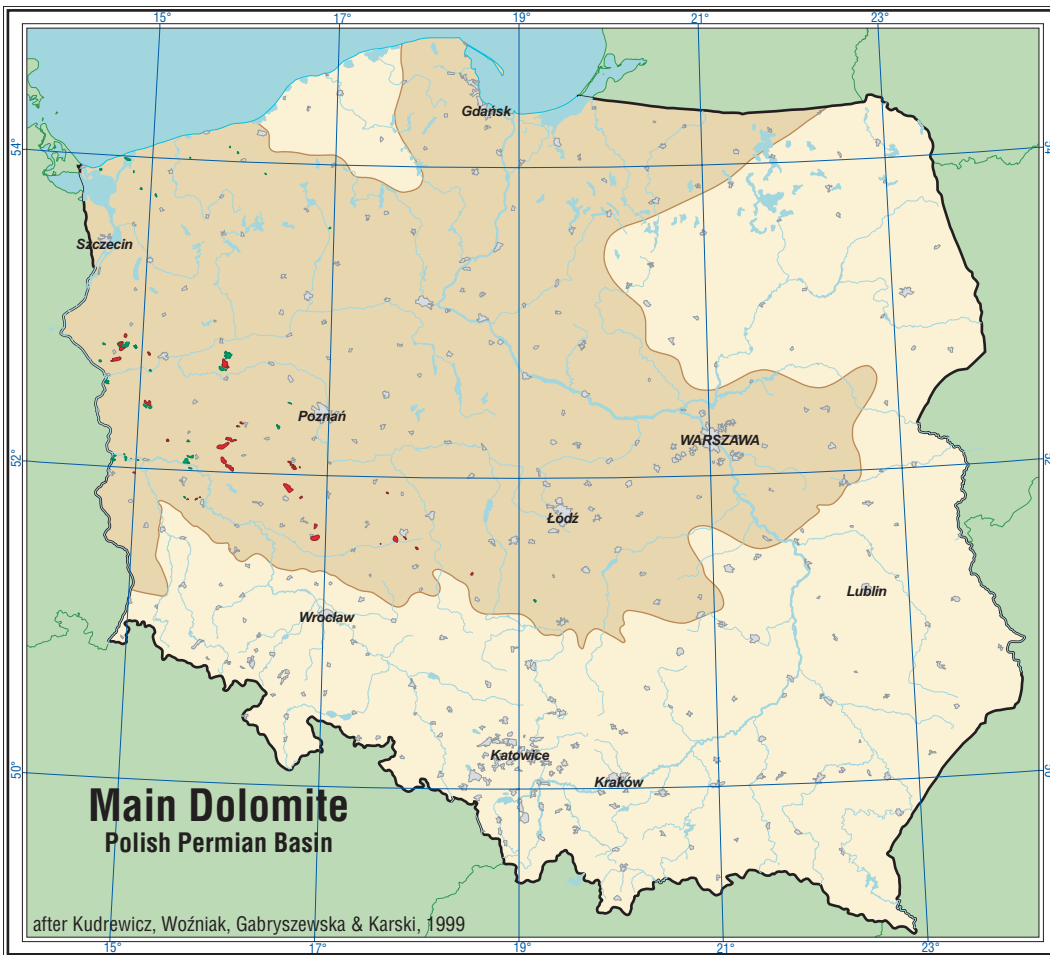 15° 17° 19° 21° 23°
Gdańsk
54° 54
Szczecin
Poznań
WARSZAWA
52° 52
Łódź
Lublin
Wrocław
Katowice
Kraków
50° 50
Main Dolomite
Polish Permian Basin
after Kudrewicz, Woźniak, Gabryszewska & Karski, 1999
15° 17° 19° 21° 23°